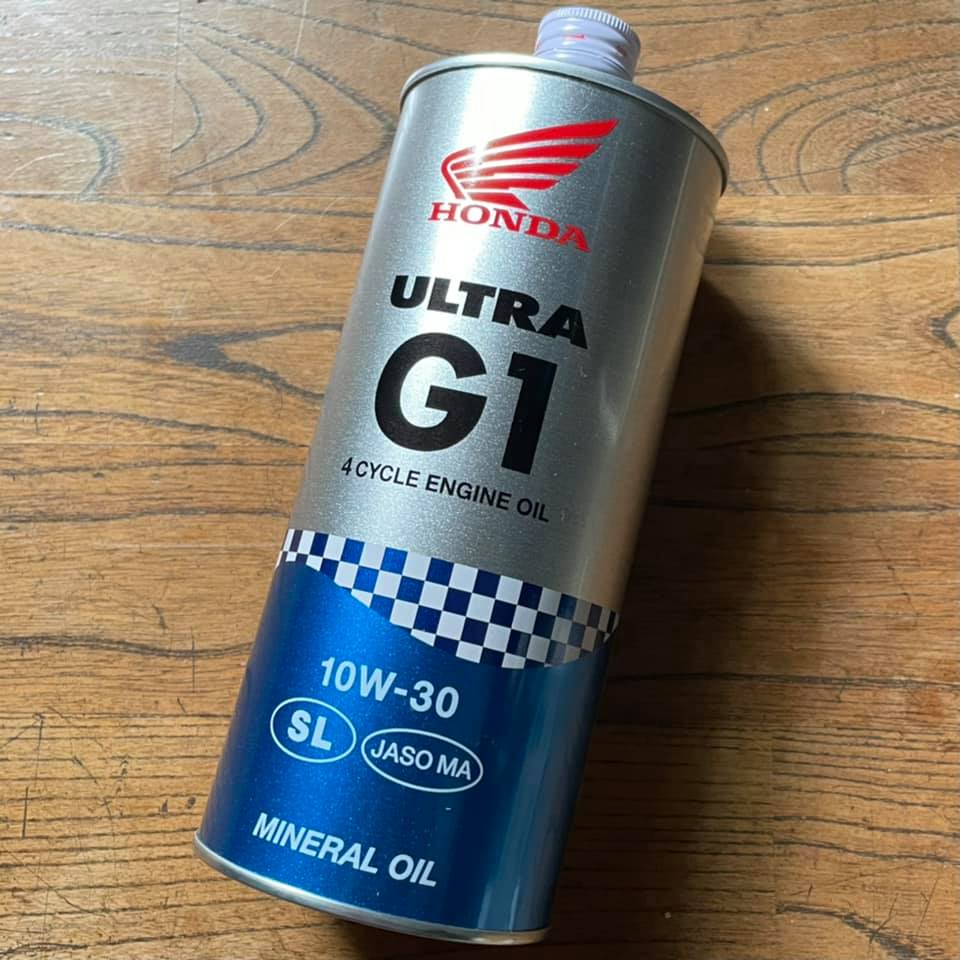 HONDA
ULTRA
G1
4 CYCLE ENGINE OIL
10W-30
SL JASO MA
MINERAL OIL